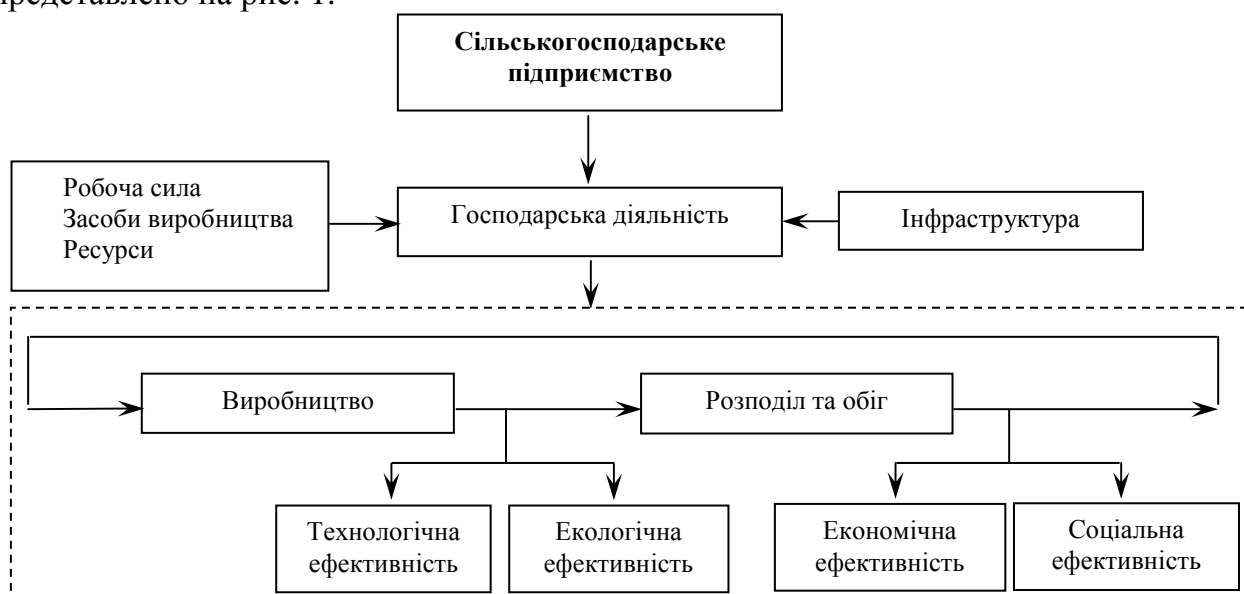 представлено на рис. 1.
Сільськогосподарське
підприємство
Робоча сила
Засоби виробництва
Ресурси
Господарська діяльність
Інфраструктура
Виробництво
Розподіл та обіг
Технологічна
ефективність
Екологічна
ефективність
Економічна
ефективність
Соціальна
ефективність